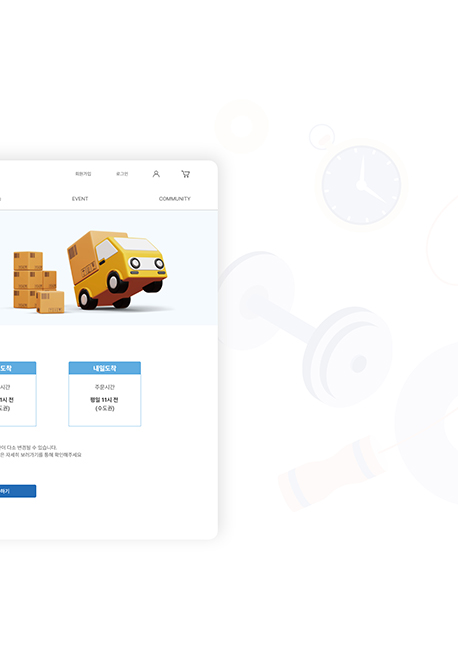 회원가입 로그인
EVENT COMMUNITY
도착 내일도착
시간 주문시간
1시 전 평일 11시 전
도권) (수도권)
이 다소 변경될 수 있습니다.
은 자세히 보러가기를 통해 확인해주세요
하기